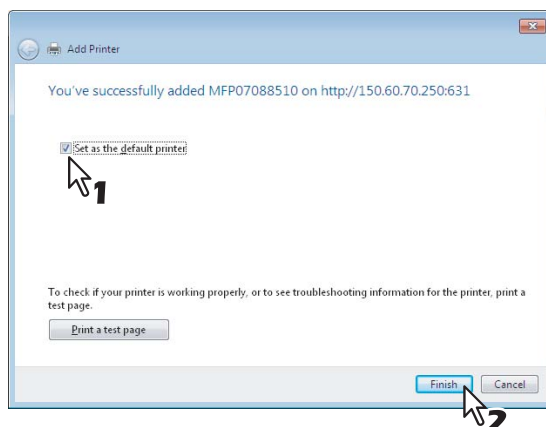 Add Printer
You've successfully added MFP07088510 on http://150.60.70.250:631
Set as the default printer
1
To check if your printer is working properly, or to see troubleshooting information for the printer, print a
test page.
Print a test page
Finish
Cancel
2